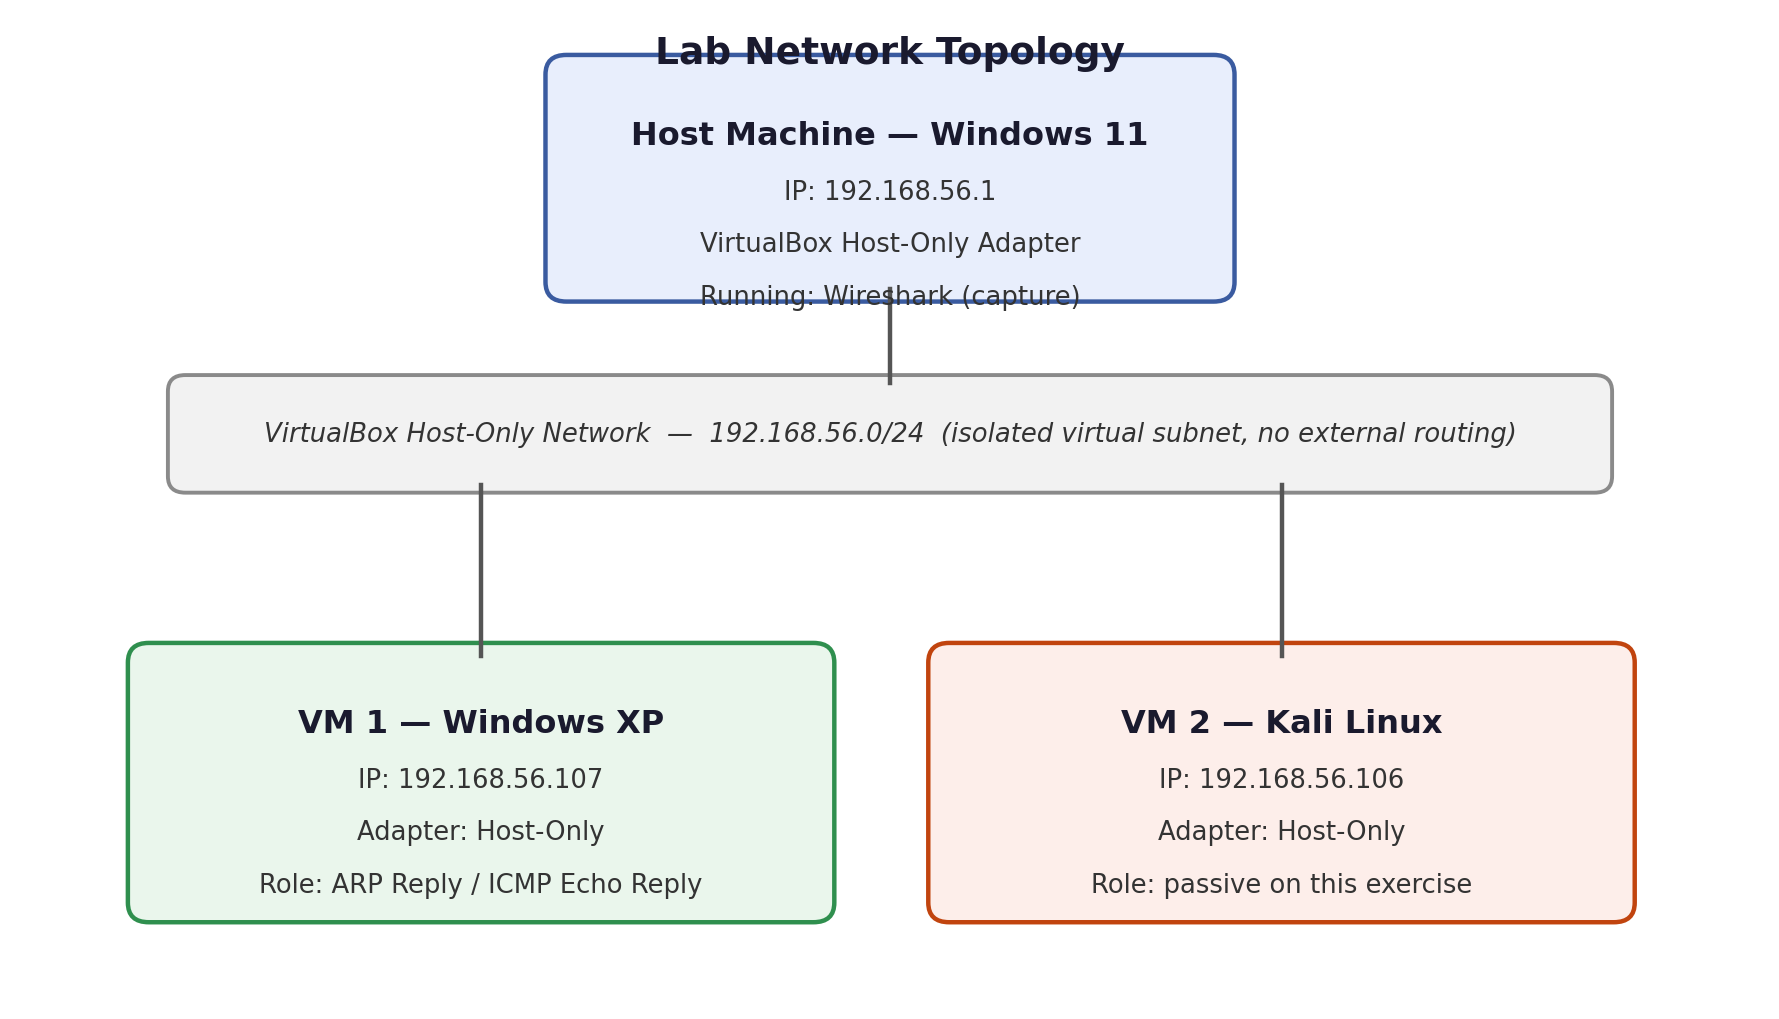 Lab Network Topology
Host Machine — Windows 11
IP: 192.168.56.1
VirtualBox Host-Only Adapter
Running: Wireshark (capture)
VirtualBox Host-Only Network — 192.168.56.0/24 (isolated virtual subnet, no external routing)
VM 1 — Windows XP
IP: 192.168.56.107
Adapter: Host-Only
Role: ARP Reply / ICMP Echo Reply
VM 2 — Kali Linux
IP: 192.168.56.106
Adapter: Host-Only
Role: passive on this exercise